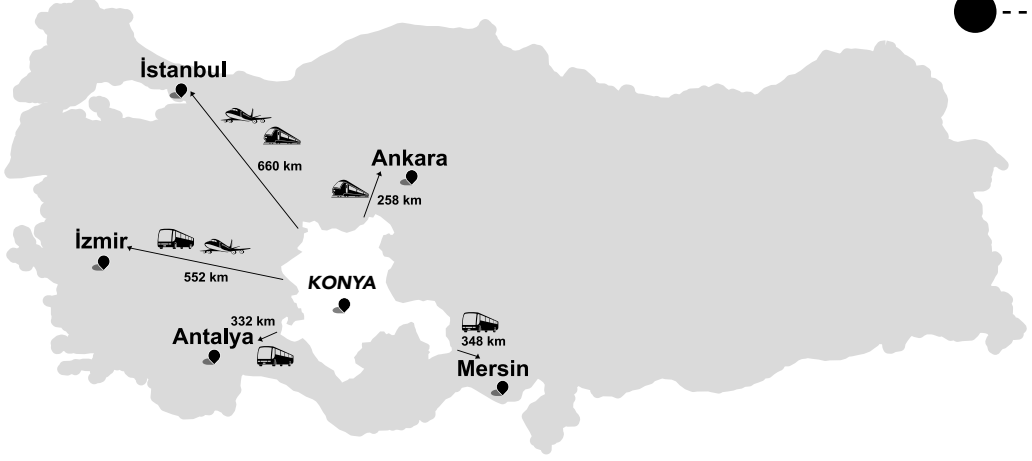 İstanbul
660 km
Ankara
258 km
İzmir
552 km
KONYA
332 km
Antalya
348 km
Mersin